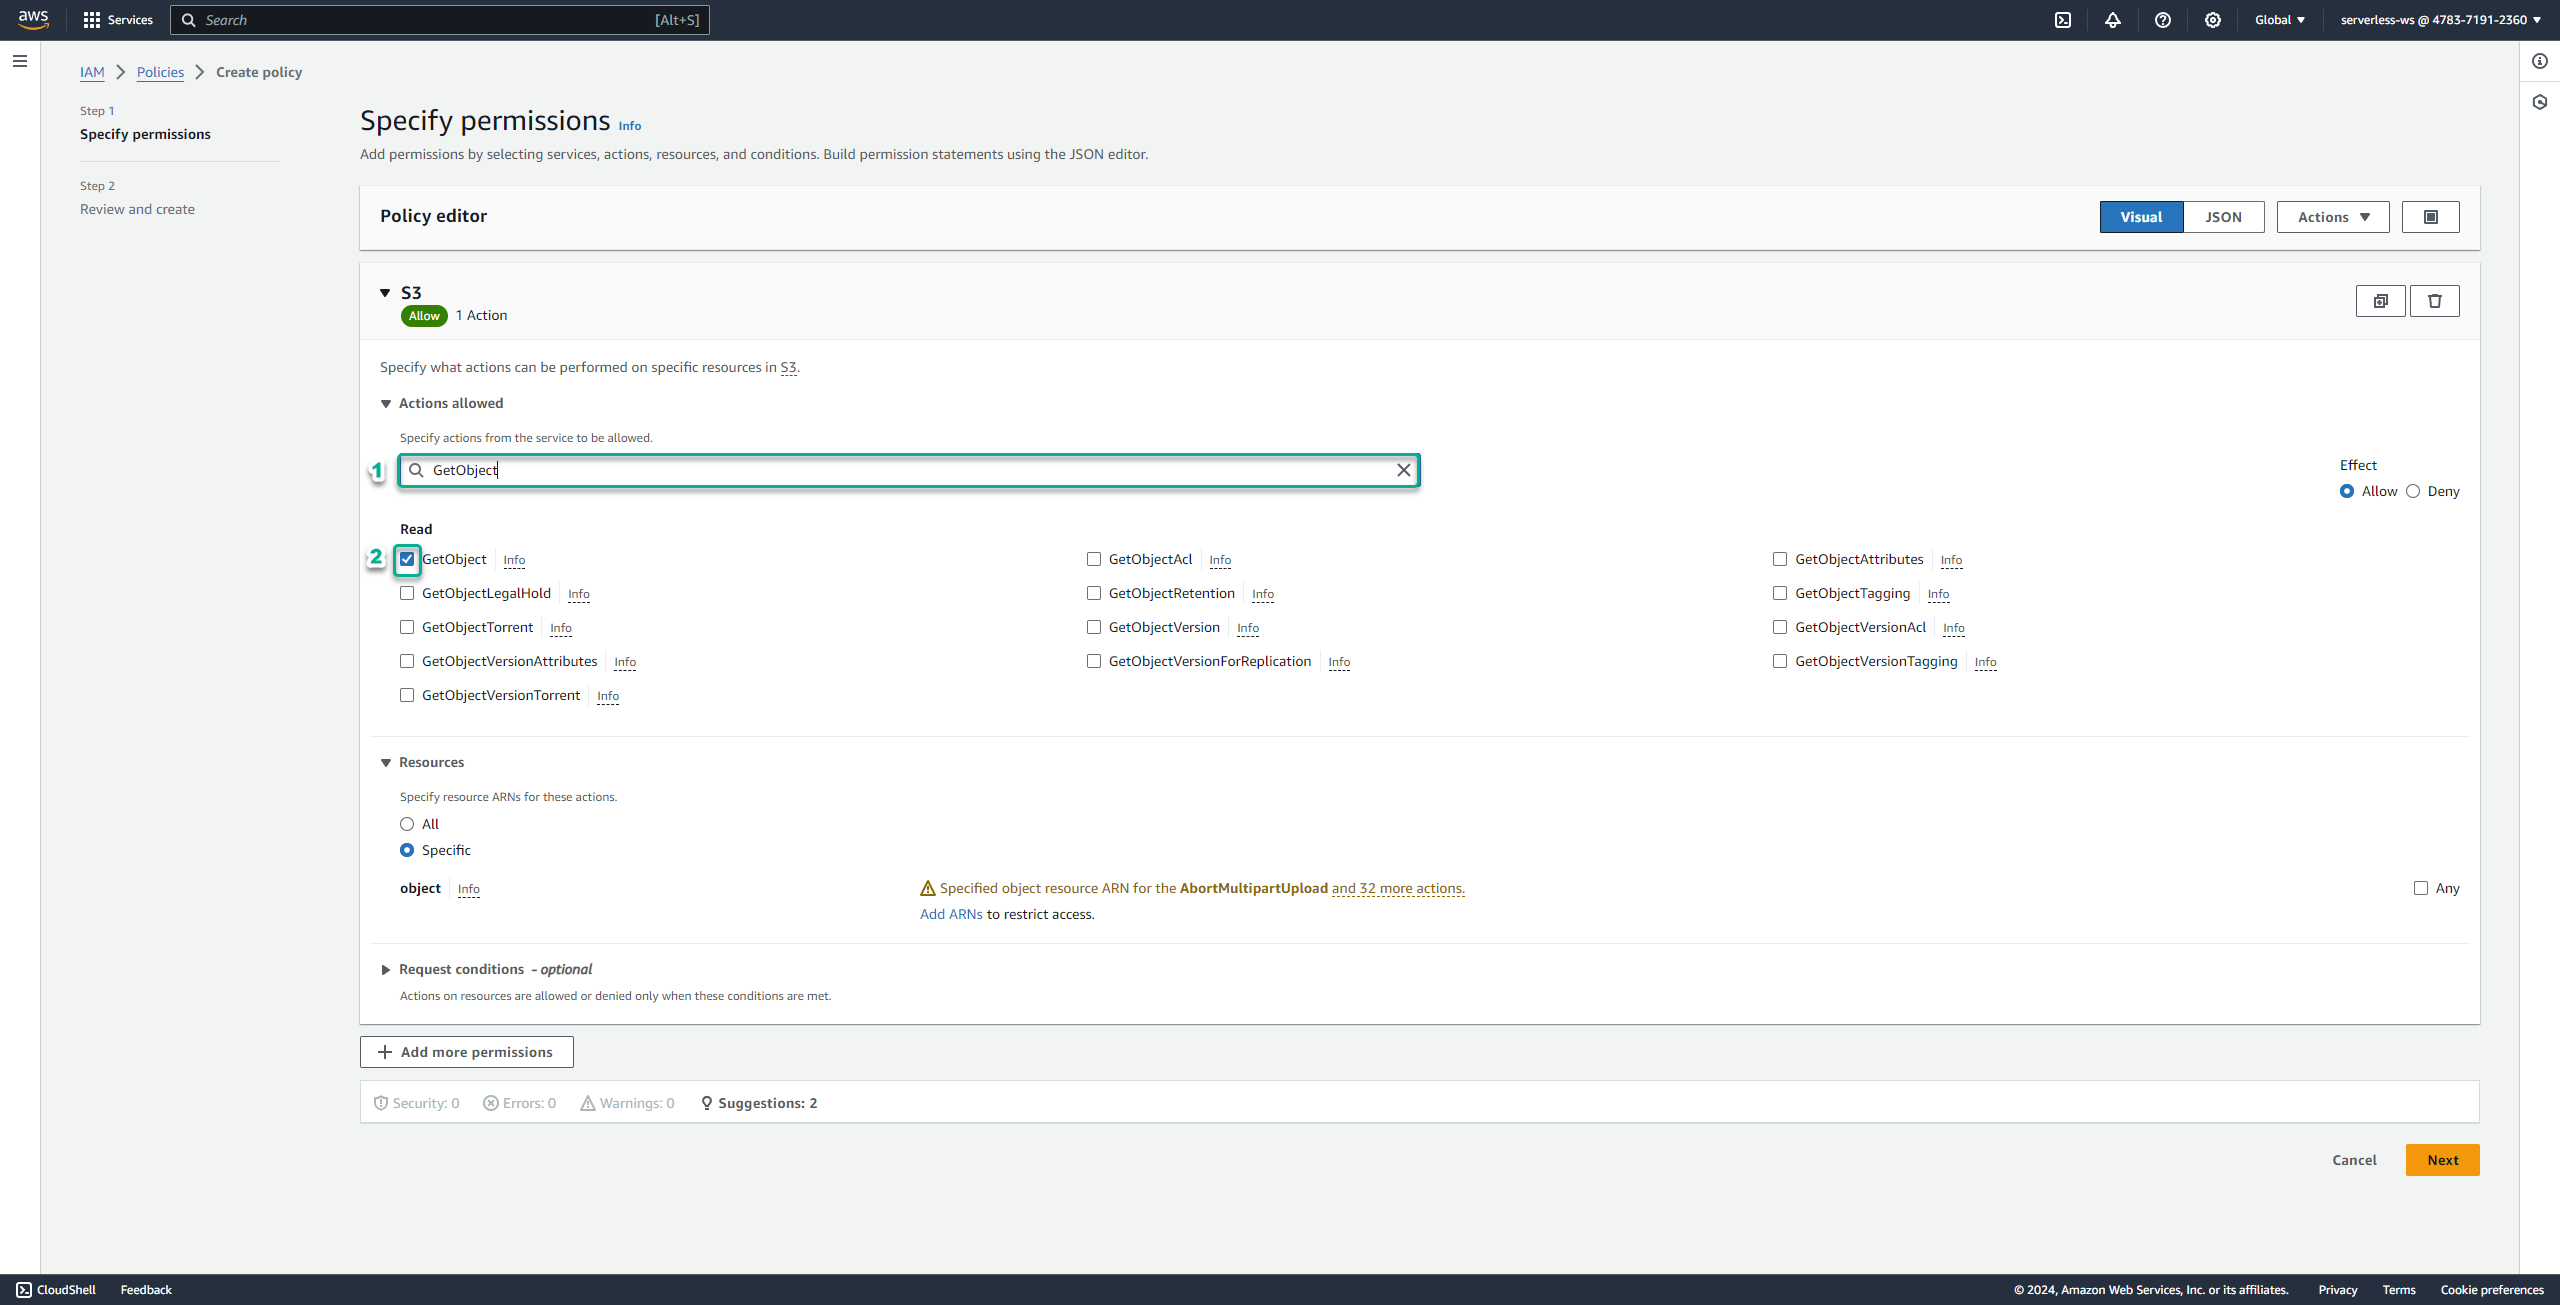 aws Services Search [Alt+S] Global serverless-ws @ 4783-7191-2360
IAM Policies Create policy
Step 1
Specify permissions
Step 2
Review and create
Specify permissions Info
Add permissions by selecting services, actions, resources, and conditions. Build permission statements using the JSON editor.
Policy editor Visual JSON Actions
S3
Allow 1 Action
Specify what actions can be performed on specific resources in S3.
Actions allowed
Specify actions from the service to be allowed.
1 GetObject
Effect
Allow Deny
Read
2 GetObject Info GetObjectAcl Info GetObjectAttributes Info
GetObjectLegalHold Info GetObjectRetention Info GetObjectTagging Info
GetObjectTorrent Info GetObjectVersion Info GetObjectVersionAcl Info
GetObjectVersionAttributes Info GetObjectVersionForReplication Info GetObjectVersionTagging Info
GetObjectVersionTorrent Info
Resources
Specify resource ARNs for these actions.
All
Specific
object Info Specified object resource ARN for the AbortMultipartUpload and 32 more actions. Any
Add ARNs to restrict access.
Request conditions - optional
Actions on resources are allowed or denied only when these conditions are met.
Add more permissions
Security: 0 Errors: 0 Warnings: 0 Suggestions: 2
Cancel Next
CloudShell Feedback © 2024, Amazon Web Services, Inc. or its affiliates. Privacy Terms Cookie preferences